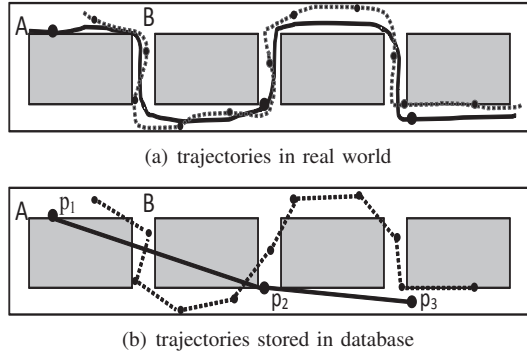 A B
(a) trajectories in real world
A p1 B
p2 p3
(b) trajectories stored in database